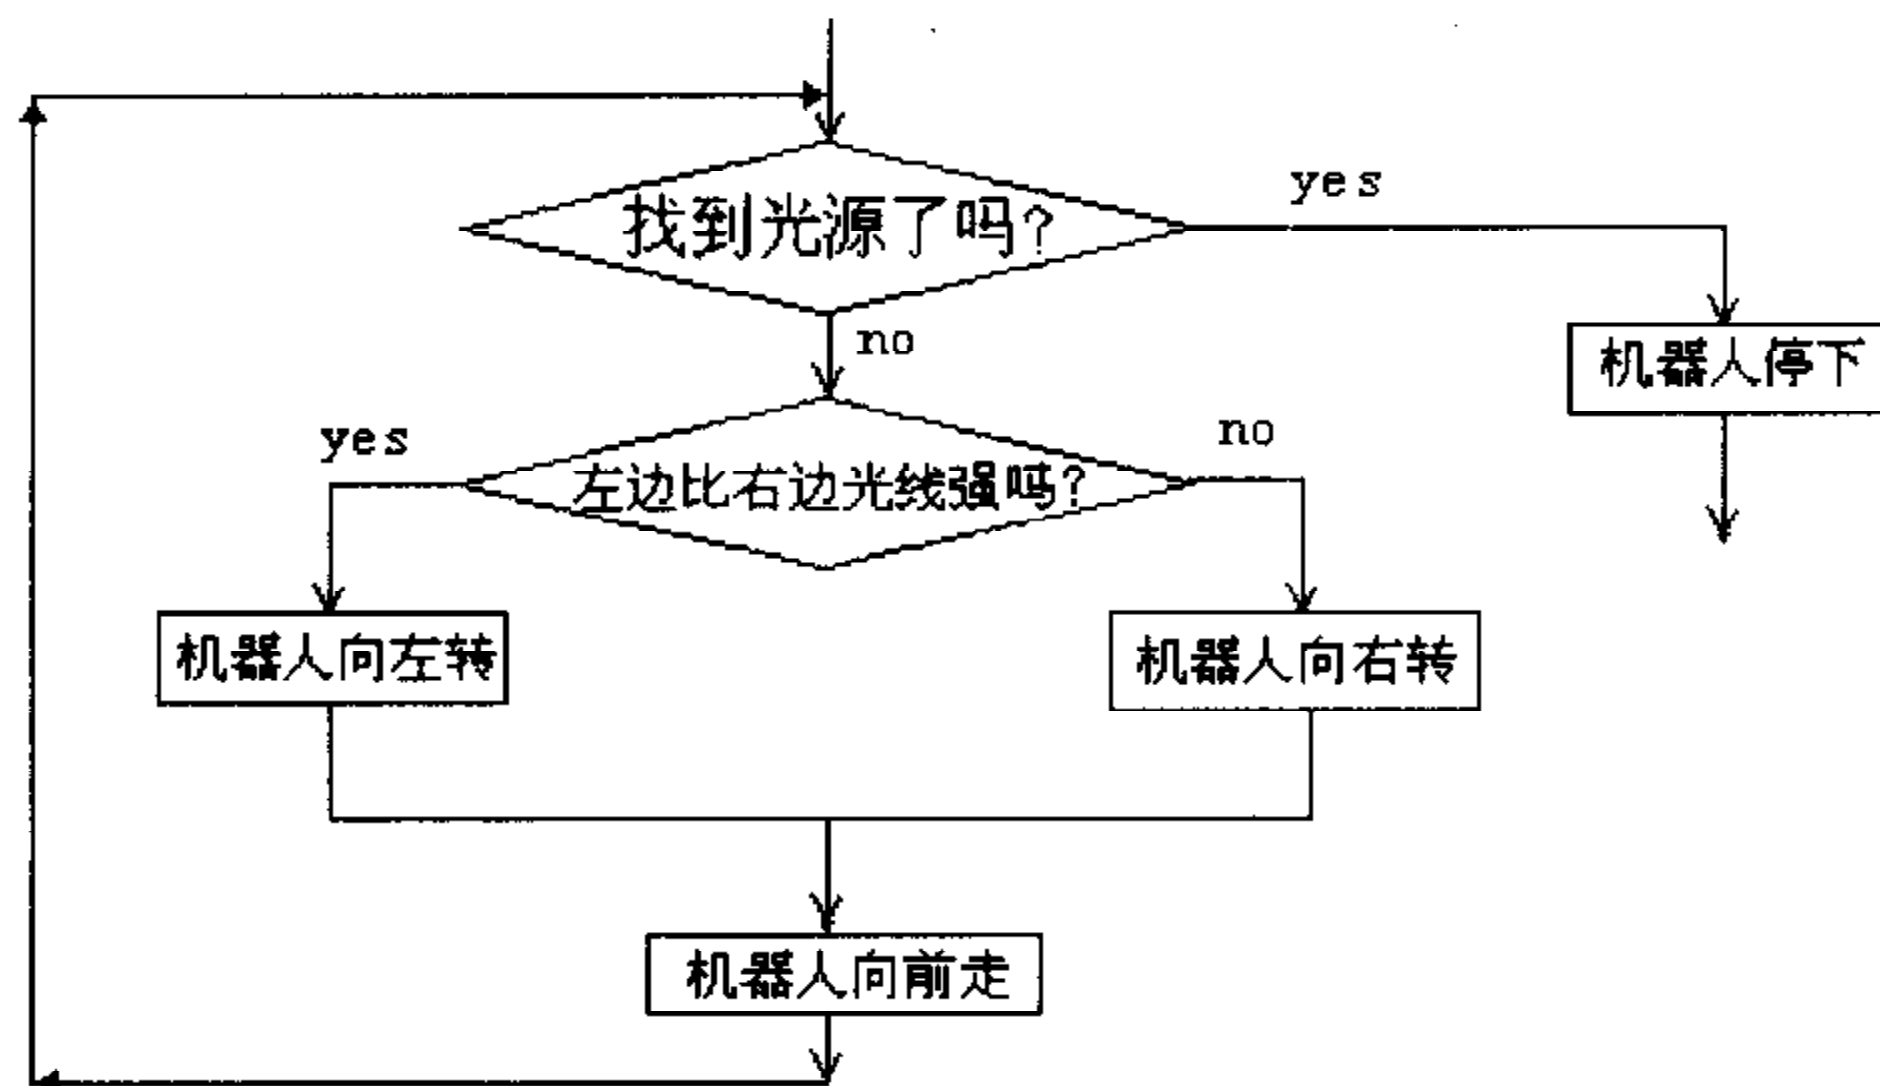 yes
找到光源了吗?
no
机器人停下
yes
no
左边比右边光线强吗?
机器人向左转
机器人向右转
机器人向前走